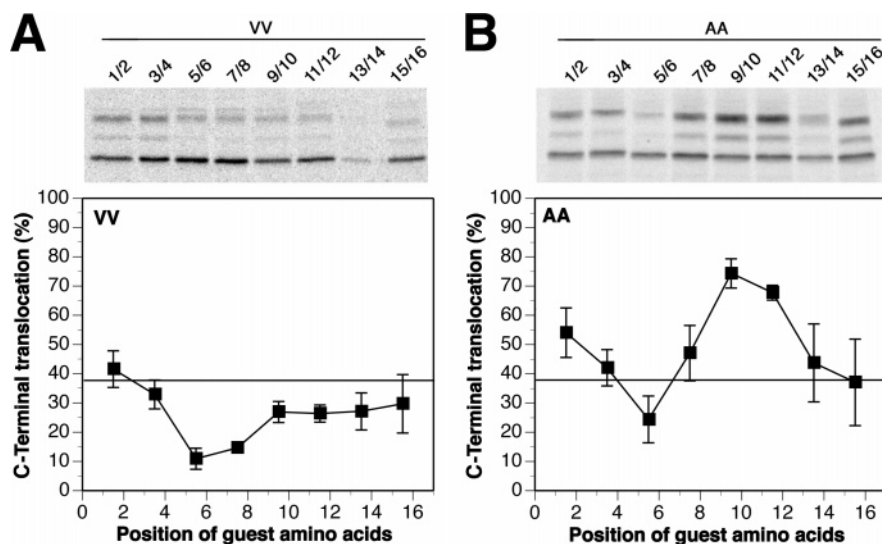 A
VV
1/2 3/4 5/6 7/8 9/10 11/12 13/14 15/16
C-Terminal translocation (%)
100
90
80
70
60
50
40
30
20
10
0
VV
0 2 4 6 8 10 12 14 16
Position of guest amino acids
B
AA
1/2 3/4 5/6 7/8 9/10 11/12 13/14 15/16
C-Terminal translocation (%)
100
90
80
70
60
50
40
30
20
10
0
AA
0 2 4 6 8 10 12 14 16
Position of guest amino acids